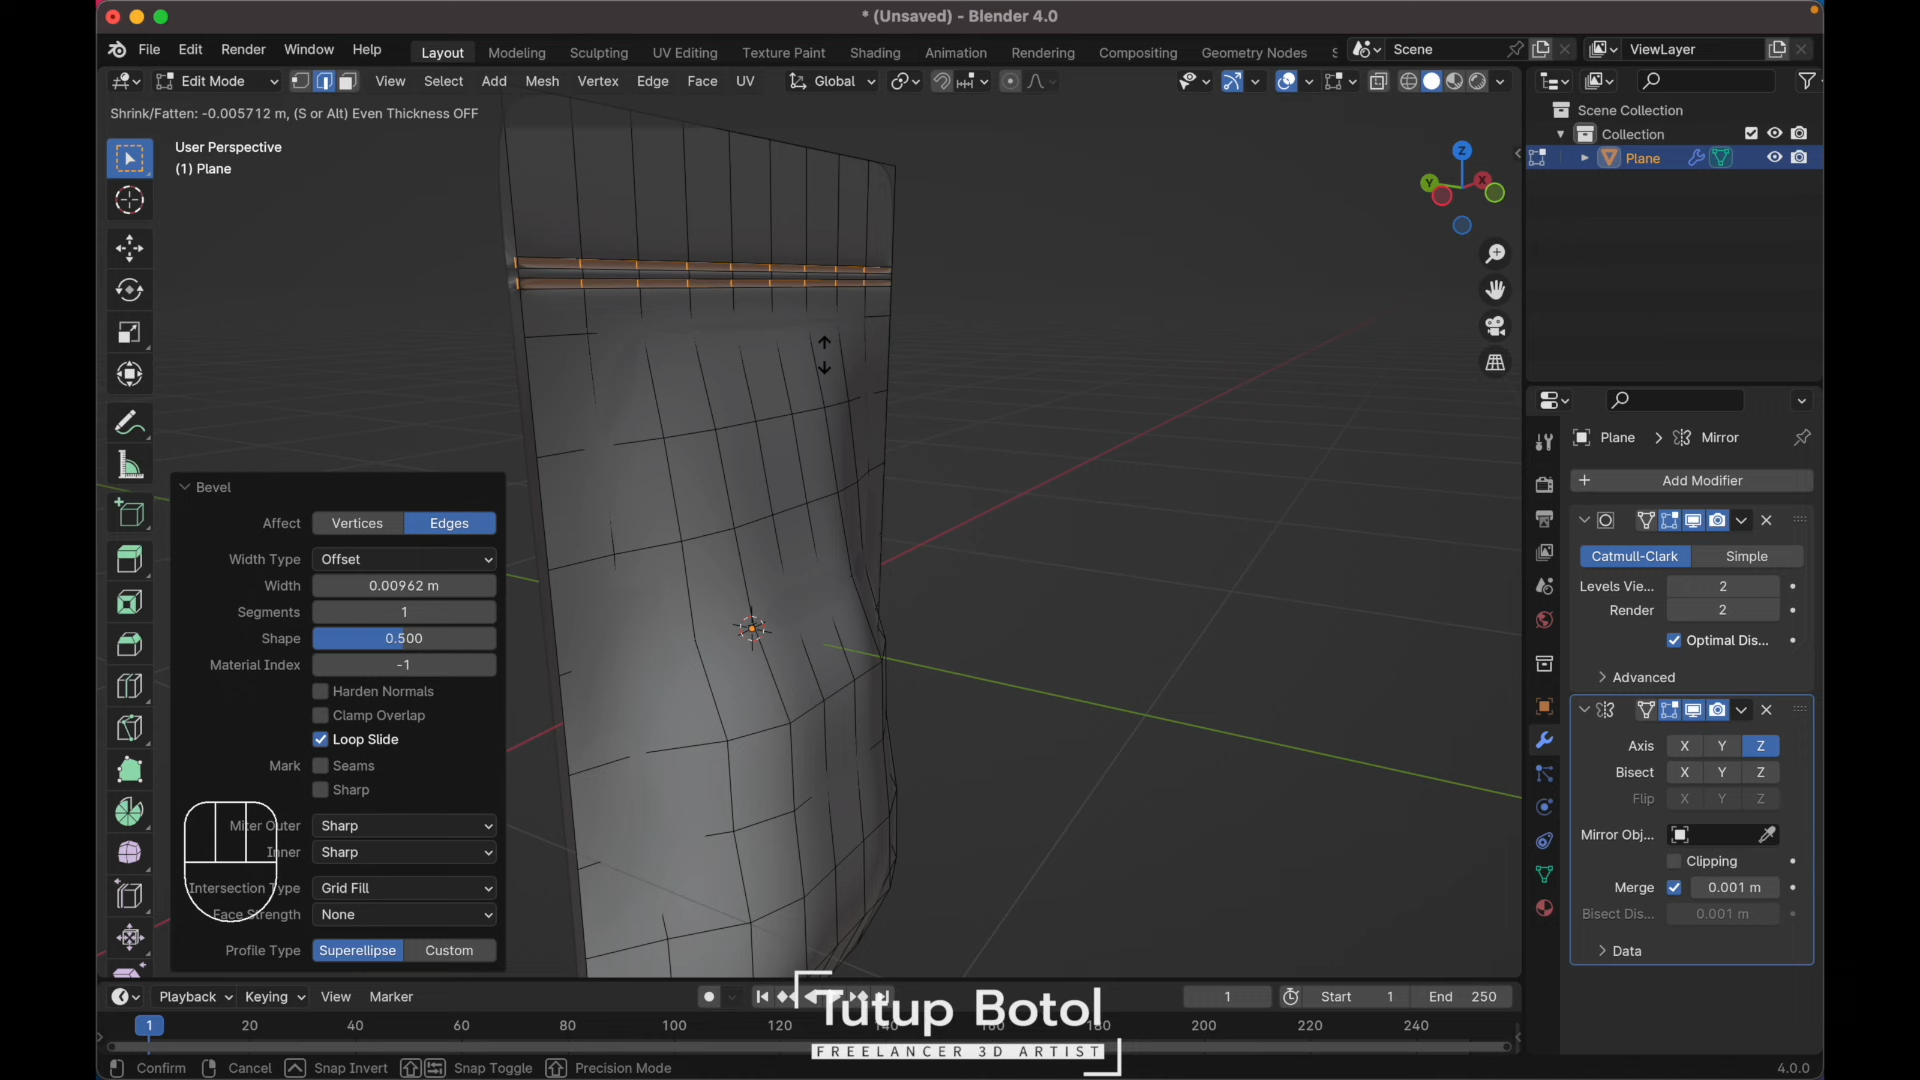 * (Unsaved) - Blender 4.0
File Edit Render Window Help Layout Modeling Sculpting UV Editing Texture Paint Shading Animation Rendering Compositing Geometry Nodes S Scene ViewLayer
Edit Mode View Select Add Mesh Vertex Edge Face UV Global
Shrink/Fatten: -0.005712 m, (S or Alt) Even Thickness OFF
User Perspective
(1) Plane
Z
Y
X
Scene Collection
Collection
Plane
Plane > Mirror
+ Add Modifier
Catmull-Clark Simple
Levels Vie... 2
Render 2
Optimal Dis...
Advanced
Axis X Y Z
Bisect X Y Z
Flip X Y Z
Mirror Obj...
Clipping
Merge 0.001 m
Bisect Dis... 0.001 m
Data
Bevel
Affect Vertices Edges
Width Type Offset
Width 0.00962 m
Segments 1
Shape 0.500
Material Index -1
Harden Normals
Clamp Overlap
Loop Slide
Mark Seams
Sharp
Miter Outer Sharp
Inner Sharp
Intersection Type Grid Fill
Face Strength None
Profile Type Superellipse Custom
Playback Keying View Marker 1 Start 1 End 250
1 20 40 60 80 100 120 140 180 200 220 240
Tutup Botol
FREELANCER 3D ARTIST
Confirm Cancel Snap Invert Snap Toggle Precision Mode 4.0.0